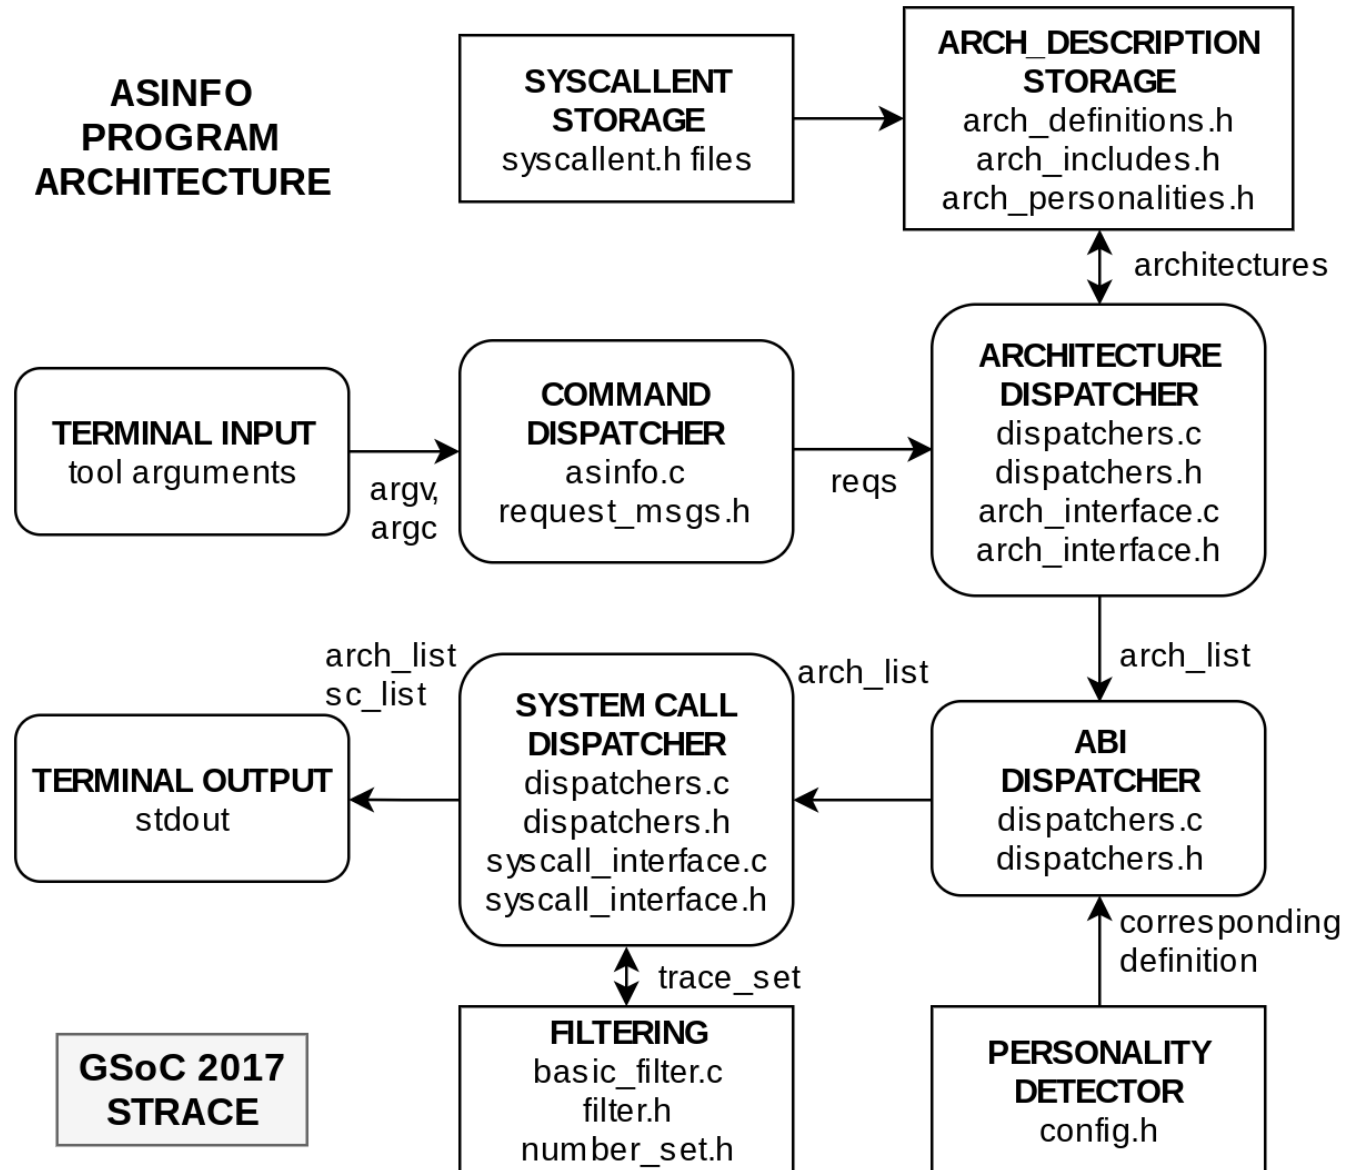 ASINFO
PROGRAM
ARCHITECTURE
SYSCALLENT
STORAGE
syscallent.h files
ARCH_DESCRIPTION
STORAGE
arch_definitions.h
arch_includes.h
arch_personalities.h
architectures
TERMINAL INPUT
tool arguments
argv,
argc
COMMAND
DISPATCHER
asinfo.c
request_msgs.h
reqs
ARCHITECTURE
DISPATCHER
dispatchers.c
dispatchers.h
arch_interface.c
arch_interface.h
arch_list
ABI
DISPATCHER
dispatchers.c
dispatchers.h
arch_list
SYSTEM CALL
DISPATCHER
dispatchers.c
dispatchers.h
syscall_interface.c
syscall_interface.h
arch_list
sc_list
TERMINAL OUTPUT
stdout
trace_set
corresponding
definition
FILTERING
basic_filter.c
filter.h
number_set.h
PERSONALITY
DETECTOR
config.h
GSoC 2017
STRACE